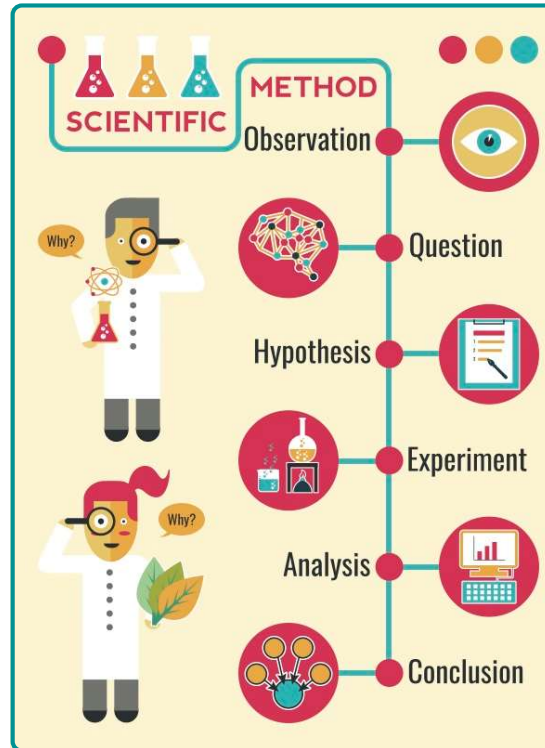 SCIENTIFIC
METHOD
Observation
Why?
Question
Hypothesis
Experiment
Why?
Analysis
Conclusion